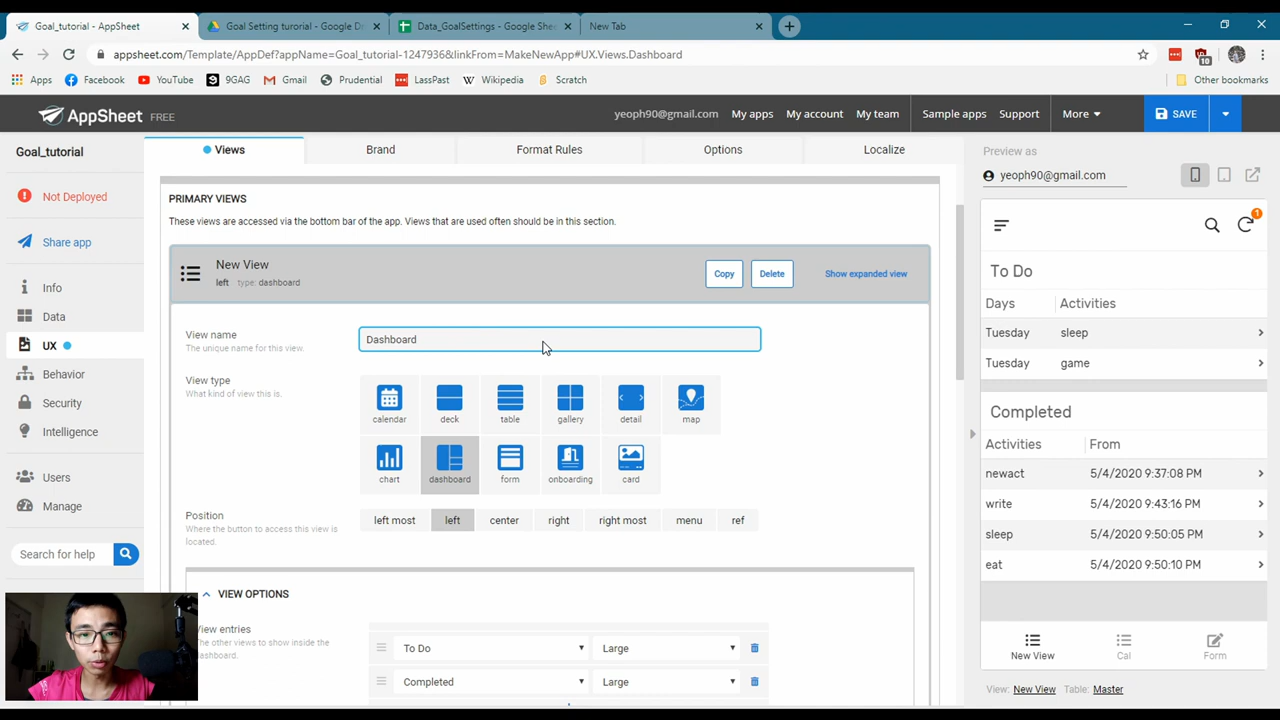 Goal_tutorial - AppSheet
Goal Setting turorial - Google D
Data_GoalSettings - Google She
New Tab
appsheet.com/Template/AppDef?appName=Goal_tutorial-1247936&linkFrom=MakeNewApp#UX.Views.Dashboard
10
Apps
Facebook
YouTube
9GAG
Gmail
Prudential
LassPast
Wikipedia
Scratch
Other bookmarks
AppSheet FREE
yeoph90@gmail.com
My apps
My account
My team
Sample apps
Support
More
SAVE
Goal_tutorial
Not Deployed
Share app
Info
Data
UX
Behavior
Security
Intelligence
Users
Manage
Search for help
Views
Brand
Format Rules
Options
Localize
PRIMARY VIEWS
These views are accessed via the bottom bar of the app. Views that are used often should be in this section.
New View
left type: dashboard
Copy
Delete
Show expanded view
View name
The unique name for this view.
Dashboard
View type
What kind of view this is.
calendar
deck
table
gallery
detail
map
chart
dashboard
form
onboarding
card
Position
Where the button to access this view is
located.
left most
left
center
right
right most
menu
ref
VIEW OPTIONS
View entries
The other views to show inside the
dashboard.
To Do
Large
Completed
Large
Preview as
yeoph90@gmail.com
1
To Do
Days Activities
Tuesday sleep
Tuesday game
Completed
Activities From
newact 5/4/2020 9:37:08 PM
write 5/4/2020 9:43:16 PM
sleep 5/4/2020 9:50:05 PM
eat 5/4/2020 9:50:10 PM
New View
Cal
Form
View: New View Table: Master